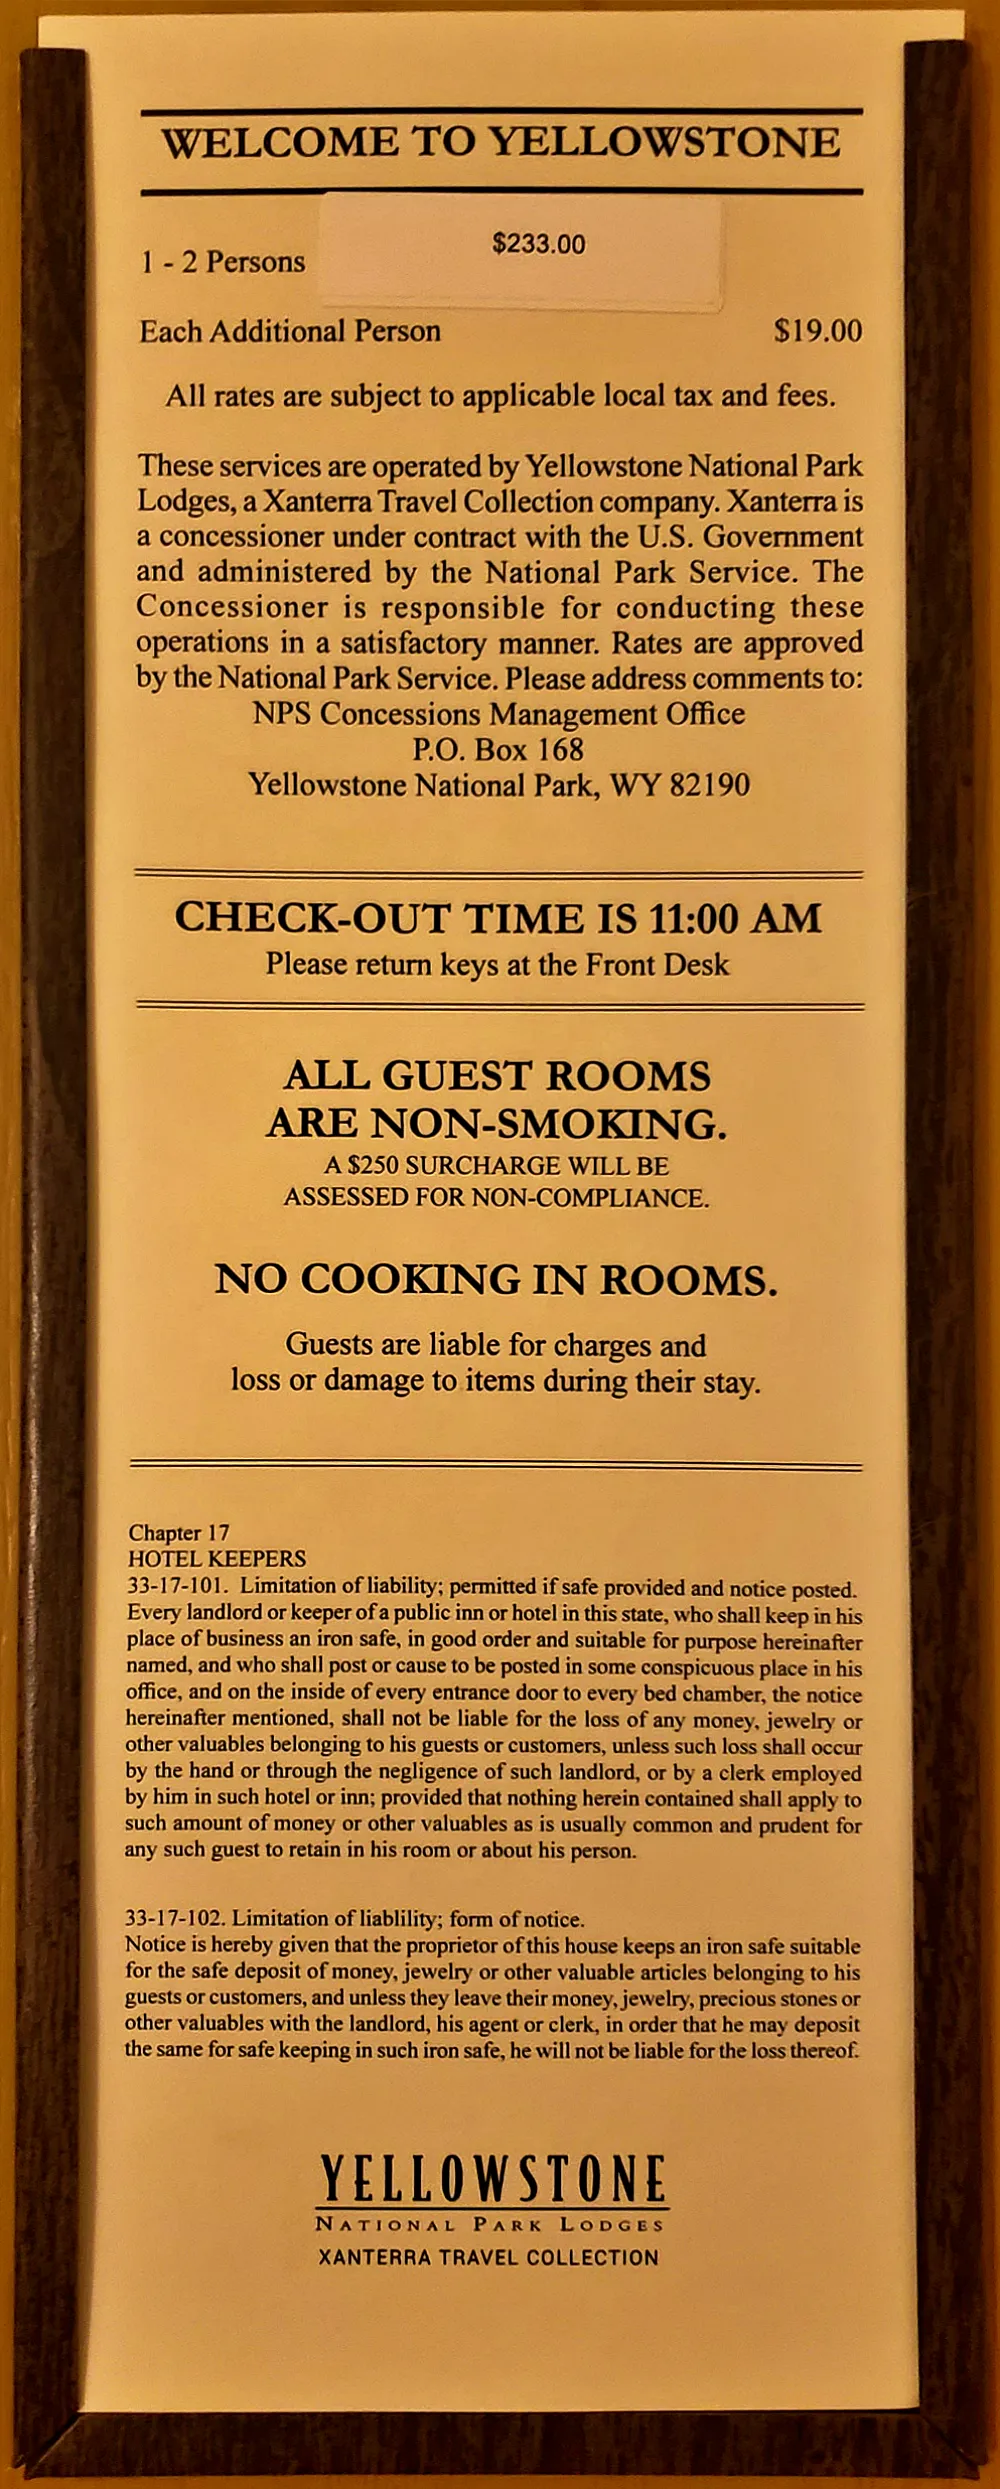 WELCOME TO YELLOWSTONE
1 - 2 Persons $233.00
Each Additional Person $19.00
All rates are subject to applicable local tax and fees.
These services are operated by Yellowstone National Park
Lodges, a Xanterra Travel Collection company. Xanterra is
a concessioner under contract with the U.S. Government
and administered by the National Park Service. The
Concessioner is responsible for conducting these
operations in a satisfactory manner. Rates are approved
by the National Park Service. Please address comments to:
NPS Concessions Management Office
P.O. Box 168
Yellowstone National Park, WY 82190
CHECK-OUT TIME IS 11:00 AM
Please return keys at the Front Desk
ALL GUEST ROOMS
ARE NON-SMOKING.
A $250 SURCHARGE WILL BE
ASSESSED FOR NON-COMPLIANCE.
NO COOKING IN ROOMS.
Guests are liable for charges and
loss or damage to items during their stay.
Chapter 17
HOTEL KEEPERS
33-17-101. Limitation of liability; permitted if safe provided and notice posted.
Every landlord or keeper of a public inn or hotel in this state, who shall keep in his
place of business an iron safe, in good order and suitable for purpose hereinafter
named, and who shall post or cause to be posted in some conspicuous place in his
office, and on the inside of every entrance door to every bed chamber, the notice
hereinafter mentioned, shall not be liable for the loss of any money, jewelry or
other valuables belonging to his guests or customers, unless such loss shall occur
by the hand or through the negligence of such landlord, or by a clerk employed
by him in such hotel or inn; provided that nothing herein contained shall apply to
such amount of money or other valuables as is usually common and prudent for
any such guest to retain in his room or about his person.
33-17-102. Limitation of liablility; form of notice.
Notice is hereby given that the proprietor of this house keeps an iron safe suitable
for the safe deposit of money, jewelry or other valuable articles belonging to his
guests or customers, and unless they leave their money, jewelry, precious stones or
other valuables with the landlord, his agent or clerk, in order that he may deposit
the same for safe keeping in such iron safe, he will not be liable for the loss thereof.
YELLOWSTONE
NATIONAL PARK LODGES
XANTERRA TRAVEL COLLECTION